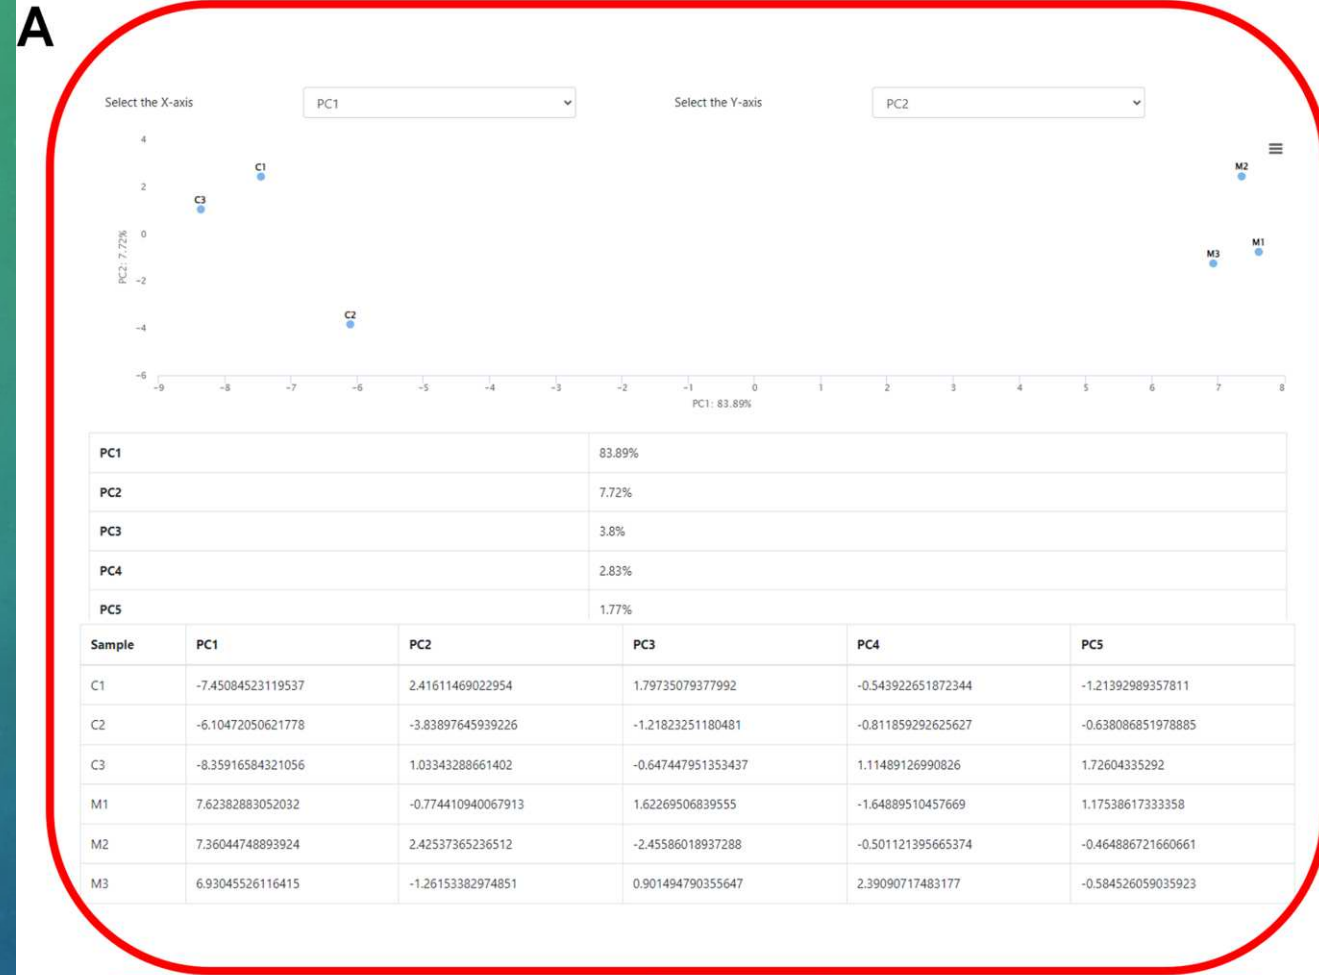 A
Select the X-axis PC1 Select the Y-axis PC2
4
C1 M2
2
C3
0
M1
M3
PC2: 7.72%
-2
C2
-4
-6
-9 -8 -7 -6 -5 -4 -3 -2 -1 0 1 2 3 4 5 6 7 8
PC1: 83.89%
PC1 83.89%
PC2 7.72%
PC3 3.8%
PC4 2.83%
PC5 1.77%
Sample PC1 PC2 PC3 PC4 PC5
C1 -7.45084523119537 2.41611469022954 1.79735079377992 -0.543922651872344 -1.21392989357811
C2 -6.10472050621778 -3.83897645939226 -1.21823251180481 -0.811859292625627 -0.638086851978885
C3 -8.35916584321056 1.03343288661402 -0.647447951353437 1.11489126990826 1.72604335292
M1 7.62382883052032 -0.774410940067913 1.62269506839555 -1.64889510457669 1.17538617333358
M2 7.36044748893924 2.42537365236512 -2.45586018937288 -0.501121395665374 -0.464886721660661
M3 6.93045526116415 -1.26153382974851 0.901494790355647 2.39090717483177 -0.584526059035923